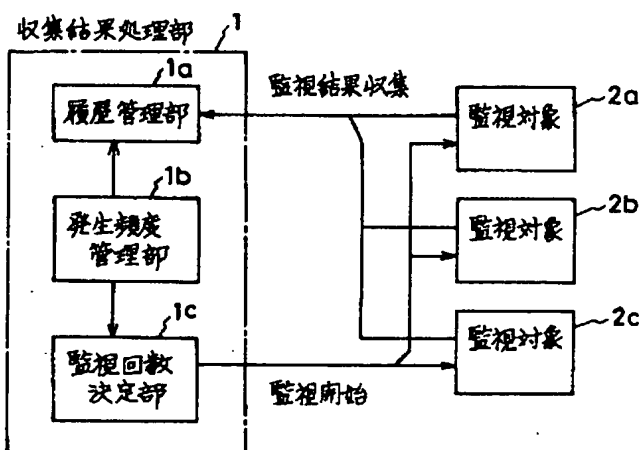 収集結果処理部
1
1a
履歴管理部
監視結果収集
2a
監視対象
1b
発生頻度
管理部
2b
監視対象
1c
監視回数
決定部
2c
監視対象
監視開始